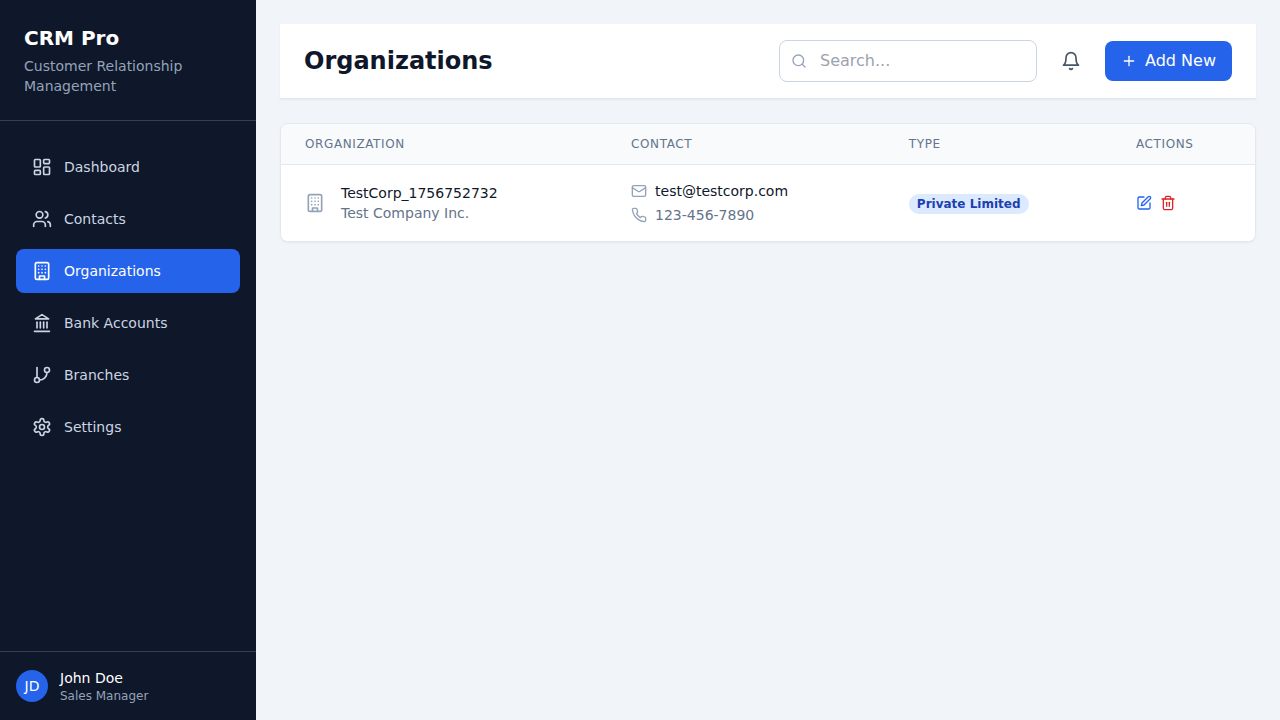 CRM Pro
Customer Relationship
Management
Dashboard
Contacts
Organizations
Bank Accounts
Branches
Settings
JD
John Doe
Sales Manager
Organizations
Search...
Add New
ORGANIZATION
CONTACT
TYPE
ACTIONS
TestCorp_1756752732
Test Company Inc.
test@testcorp.com
123-456-7890
Private Limited